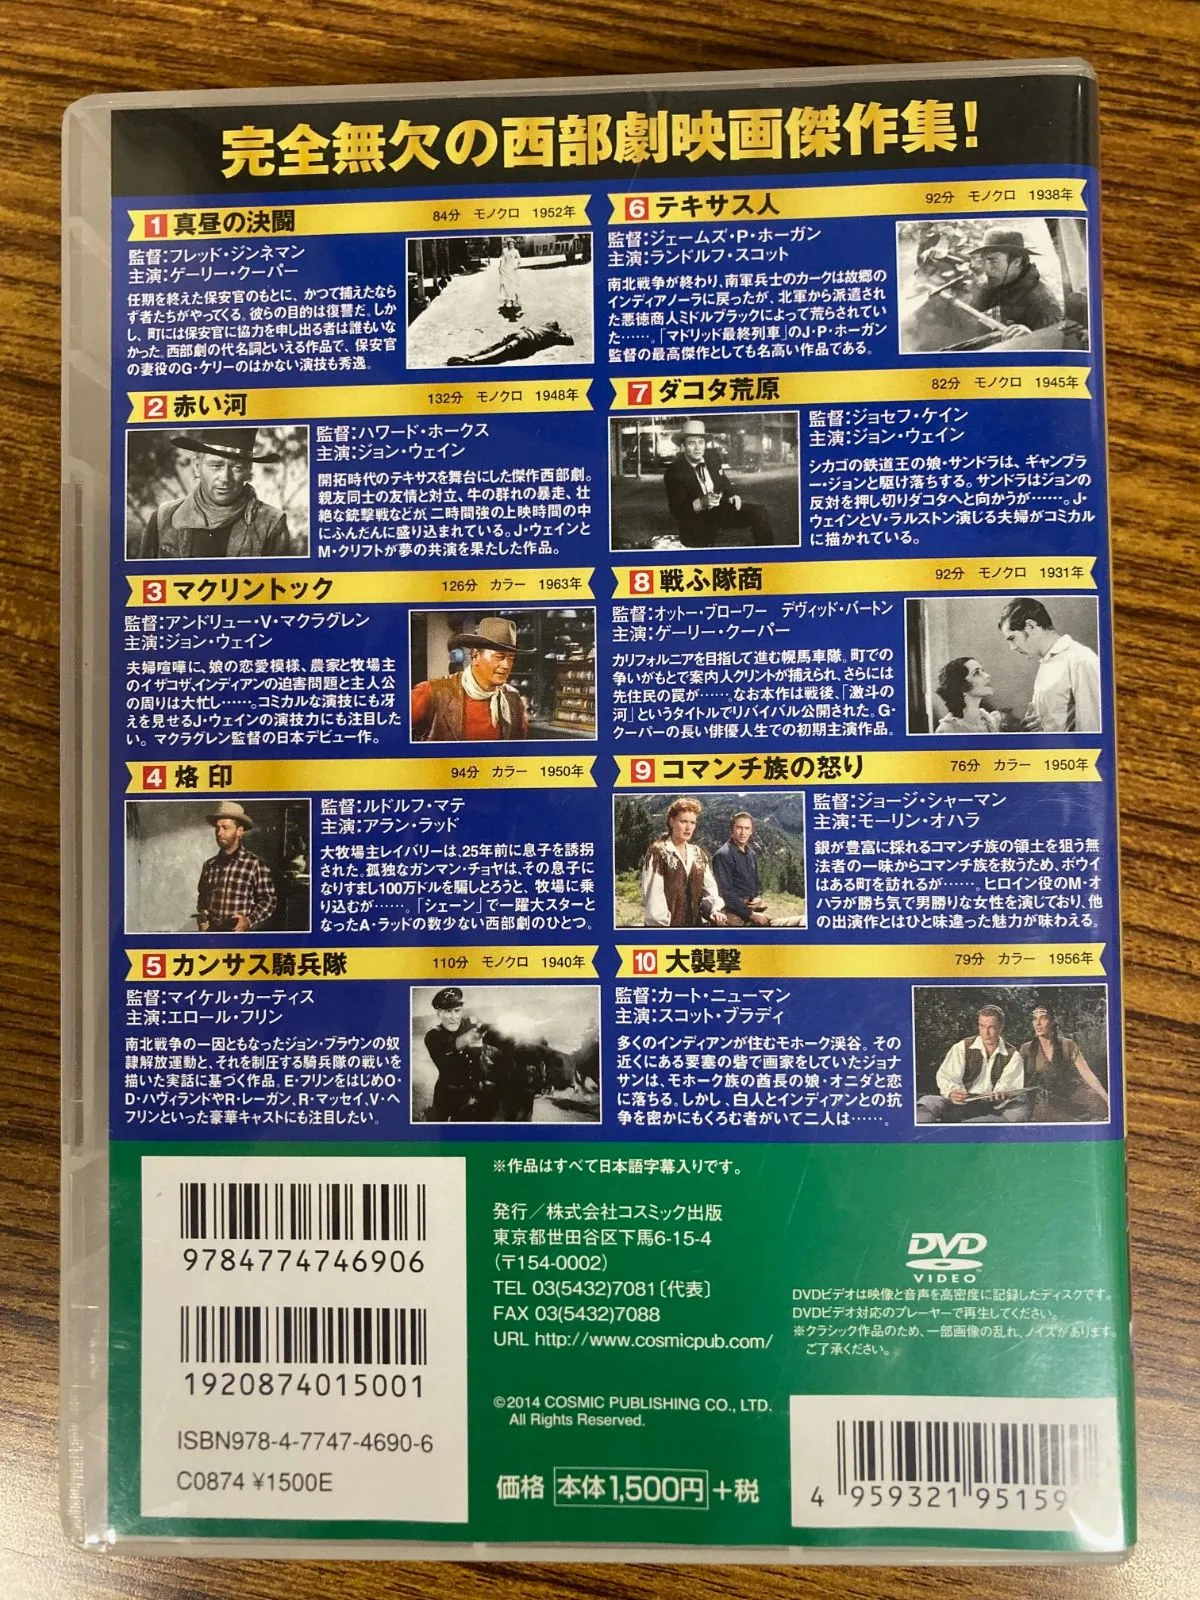 完全無欠の西部劇映画傑作集!
1 真昼の決闘 84分 モノクロ 1952年
監督:フレッド・ジンネマン
主演:ゲーリー・クーパー
任期を終えた保安官のもとに、かつて捕えたなら
ず者たちがやってくる。彼らの目的は復讐だ。しか
し、町には保安官に協力を申し出る者は誰もいな
かった。西部劇の代名詞といえる作品で、保安官
の妻役のG・ケリーのはかない演技も秀逸。
2 赤い河 132分 モノクロ 1948年
監督:ハワード・ホークス
主演:ジョン・ウェイン
開拓時代のテキサスを舞台にした傑作西部劇。
親友同士の友情と対立、牛の群れの暴走、壮
絶な銃撃戦などが、二時間強の上映時間の中
にふんだんに盛り込まれている。J・ウェインと
M・クリフトが夢の共演を果たした作品。
3 マクリントック 126分 カラー 1963年
監督:アンドリュー・V・マクラグレン
主演:ジョン・ウェイン
夫婦喧嘩に、娘の恋愛模様、農家と牧場主
のイザコザ、インディアンの迫害問題と主人公
の周りは大忙し……。コミカルな演技にも冴
えを見せるJ・ウェインの演技力にも注目した
い。マクラグレン監督の日本デビュー作。
4 烙印 94分 カラー 1950年
監督:ルドルフ・マテ
主演:アラン・ラッド
大牧場主レイバリーは、25年前に息子を誘拐
された。孤独なガンマン・チョヤは、その息子に
なりすまし100万ドルを騙しとろうと、牧場に乗
り込むが……。「シェーン」で一躍大スターと
なったA・ラッドの数少ない西部劇のひとつ。
5 カンサス騎兵隊 110分 モノクロ 1940年
監督:マイケル・カーティス
主演:エロール・フリン
南北戦争の一因ともなったジョン・ブラウンの奴
隷解放運動と、それを制圧する騎兵隊の戦いを
描いた実話に基づく作品。E・フリンをはじめO・
D・ハヴィランドやR・レーガン、R・マッセイ、V・ヘ
フリンといった豪華キャストにも注目したい。
6 テキサス人 92分 モノクロ 1938年
監督:ジェームズ・P・ホーガン
主演:ランドルフ・スコット
南北戦争が終わり、南軍兵士のカークは故郷の
インディアノーラに戻ったが、北軍から派遣され
た悪徳商人ミドルブラックによって荒らされてい
た……。「マドリッド最終列車」のJ・P・ホーガン
監督の最高傑作としても名高い作品である。
7 ダコタ荒原 82分 モノクロ 1945年
監督:ジョセフ・ケイン
主演:ジョン・ウェイン
シカゴの鉄道王の娘・サンドラは、ギャンブラ
ー・ジョンと駆け落ちする。サンドラはジョンの
反対を押し切りダコタへと向かうが……。J・
ウェインとV・ラルストン演じる夫婦がコミカル
に描かれている。
8 戦ふ隊商 92分 モノクロ 1931年
監督:オットー・ブローワー デヴィッド・バートン
主演:ゲーリー・クーパー
カリフォルニアを目指して進む幌馬車隊。町での
争いがもとで案内人クリントが捕えられ、さらには
先住民の罠が……。なお本作は戦後、「激斗の
河」というタイトルでリバイバル公開された。G・
クーパーの長い俳優人生での初期主演作品。
9 コマンチ族の怒り 76分 カラー 1950年
監督:ジョージ・シャーマン
主演:モーリン・オハラ
銀が豊富に採れるコマンチ族の領土を狙う無
法者の一味からコマンチ族を救うため、ボウイ
はある町を訪れるが……。ヒロイン役のM・オ
ハラが勝ち気で男勝りな女性を演じており、他
の出演作とはひと味違った魅力が味わえる。
10 大襲撃 79分 カラー 1956年
監督:カート・ニューマン
主演:スコット・ブラディ
多くのインディアンが住むモホーク渓谷。その
近くにある要塞の砦で画家をしていたジョナ
サンは、モホーク族の酋長の娘・オニダと恋
に落ちる。しかし、白人とインディアンとの抗
争を密かにもくろむ者がいて二人は……。
9784774746906
1920874015001
ISBN978-4-7747-4690-6
C0874 ¥1500E
※作品はすべて日本語字幕入りです。
発行/株式会社コスミック出版
東京都世田谷区下馬6-15-4
(〒154-0002)
TEL 03(5432)7081〔代表〕
FAX 03(5432)7088
URL http://www.cosmicpub.com/
©2014 COSMIC PUBLISHING CO., LTD.
All Rights Reserved.
価格 本体1,500円+税
DVD
VIDEO
DVDビデオは映像と音声を高密度に記録したディスクです。
DVDビデオ対応のプレーヤーで再生してください。
※クラシック作品のため、一部画像の乱れ、ノイズがあります。
ご了承ください。
4 959321 95159